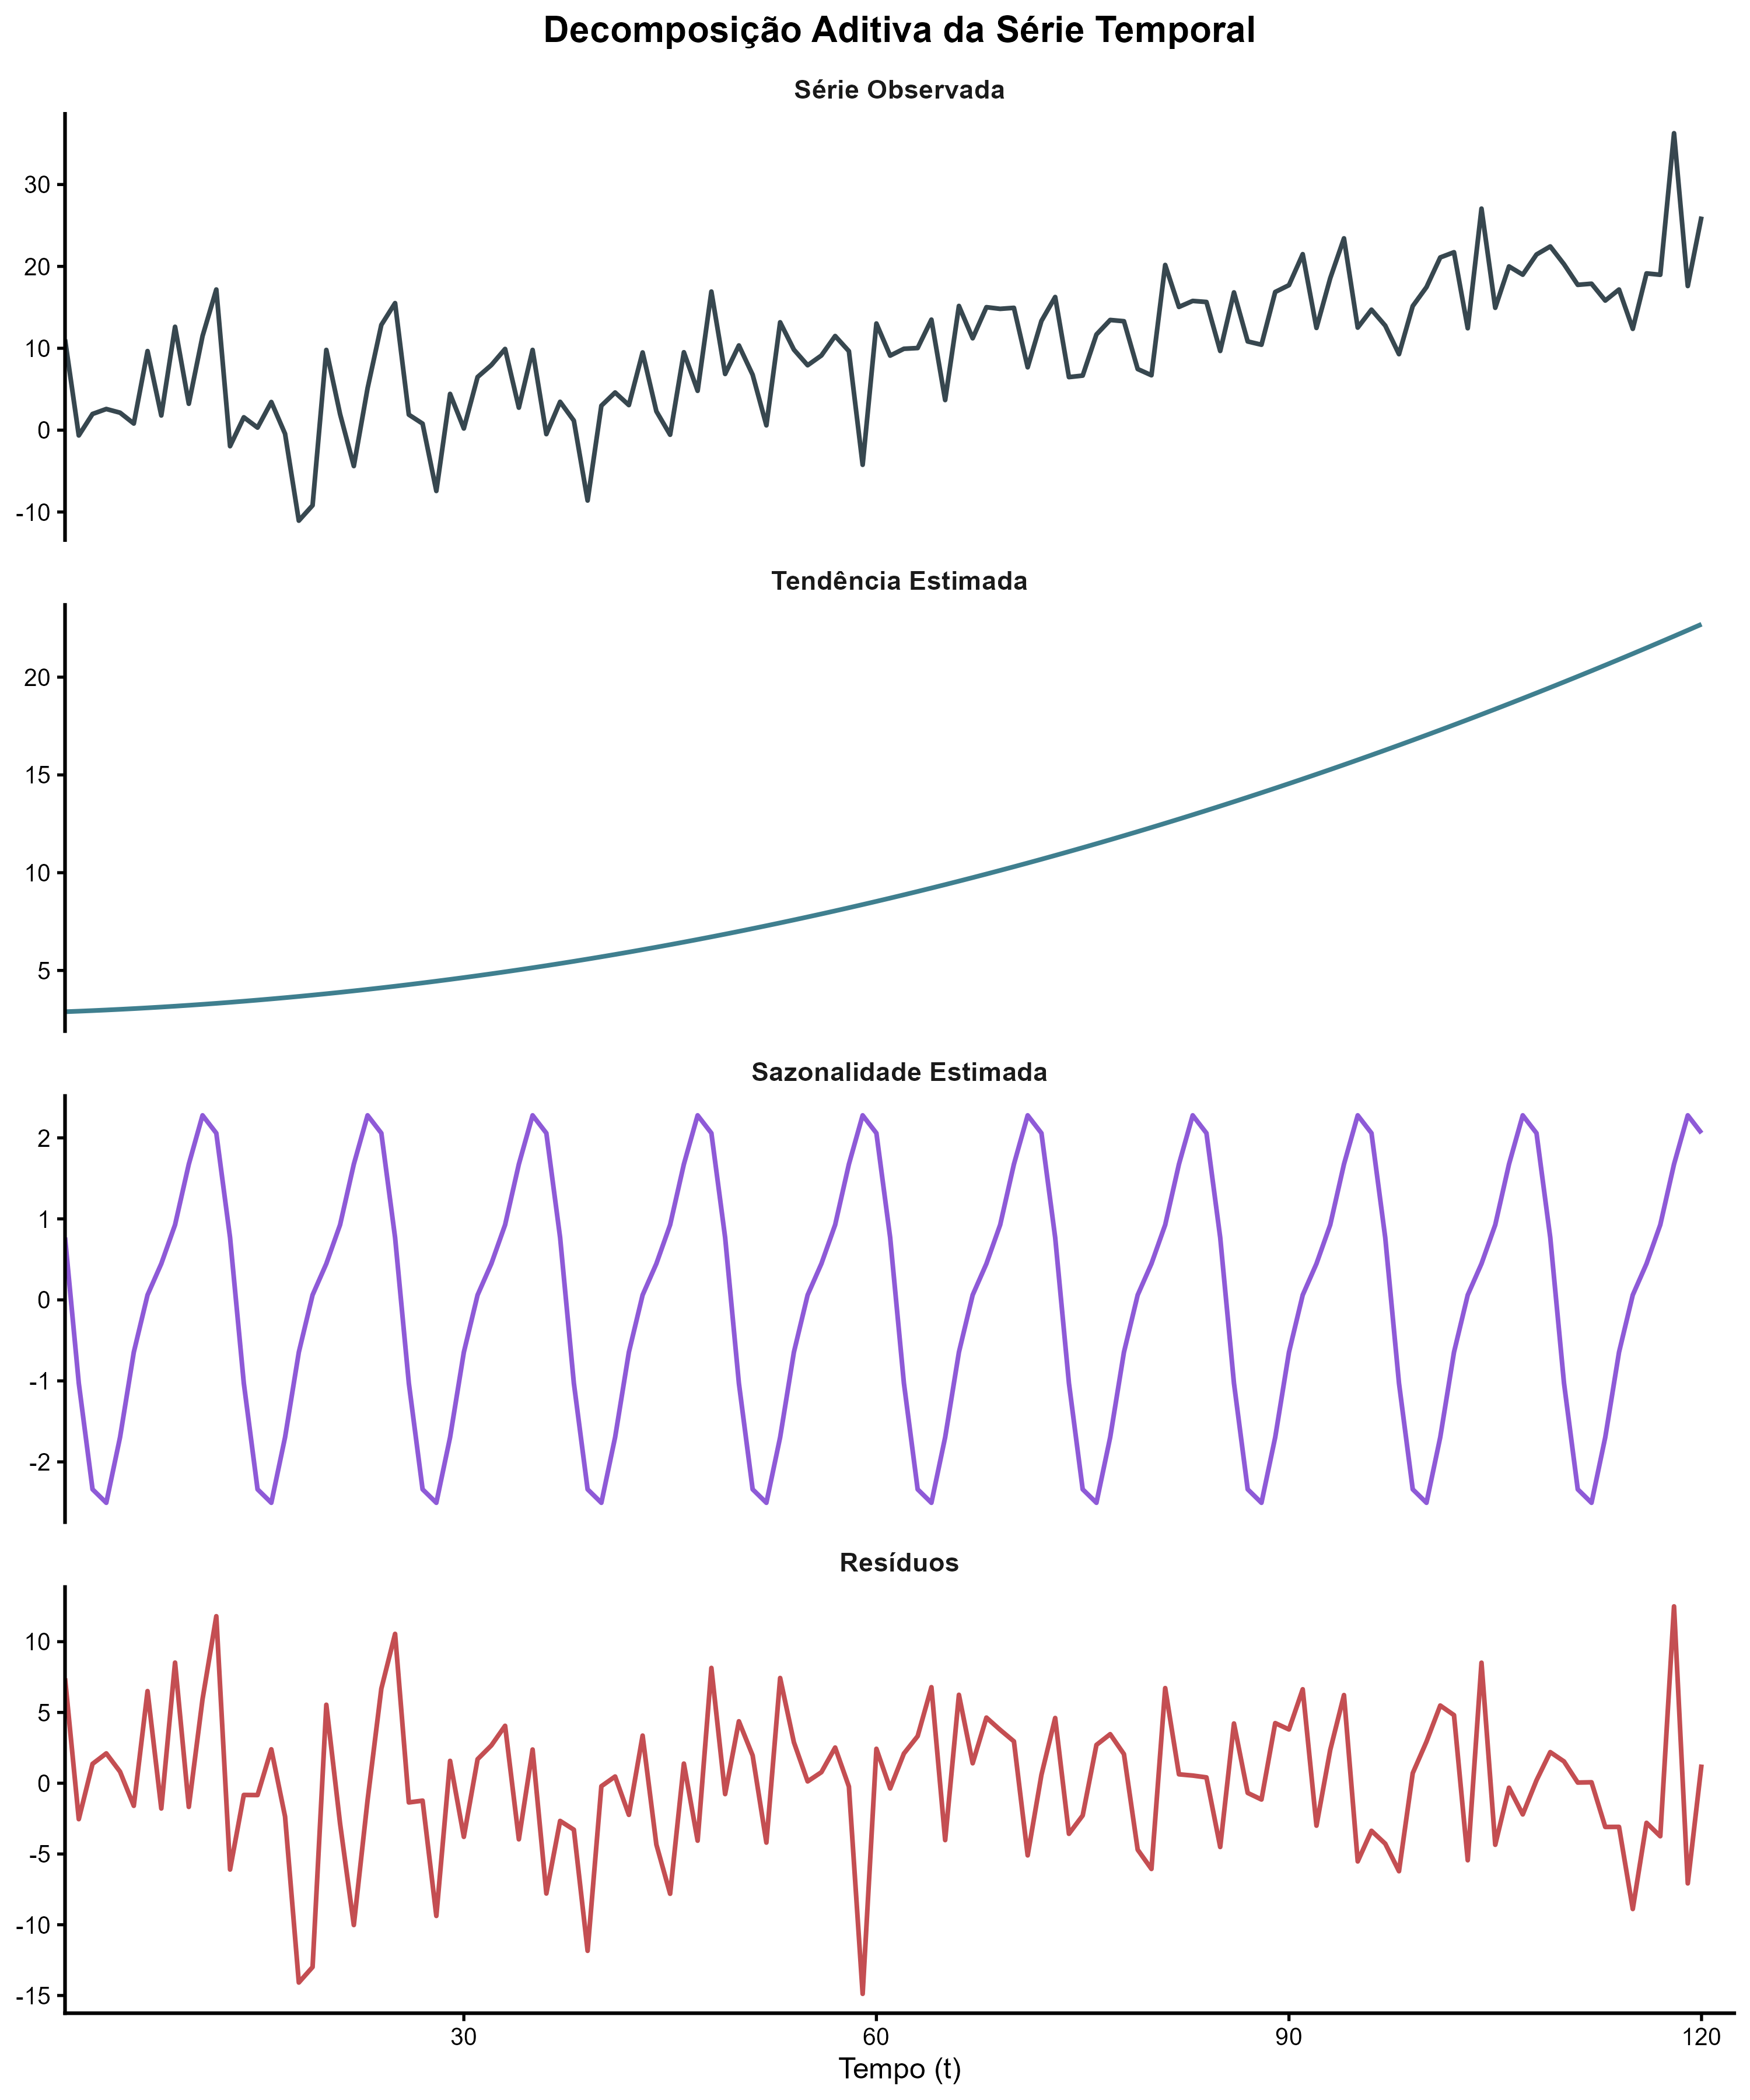 Decomposição Aditiva da Série Temporal
Série Observada
30
20
10
0
-10
Tendência Estimada
20
15
10
5
Sazonalidade Estimada
2
1
0
-1
-2
Resíduos
10
5
0
-5
-10
-15
30 60 90 120
Tempo (t)